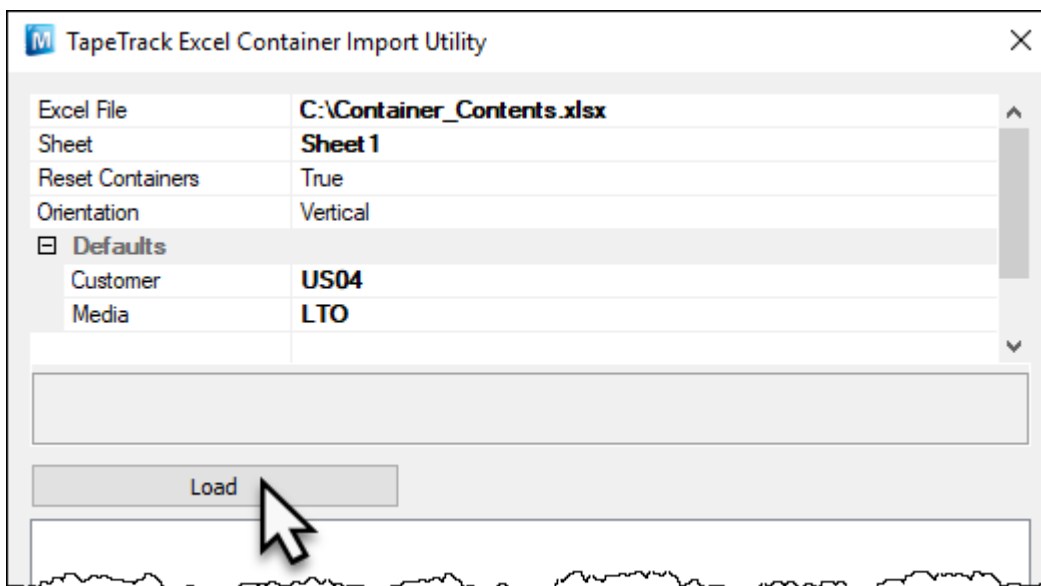 M TapeTrack Excel Container Import Utility
Excel File C:\Container_Contents.xlsx
Sheet Sheet1
Reset Containers True
Orientation Vertical
Defaults
Customer US04
Media LTO
Load